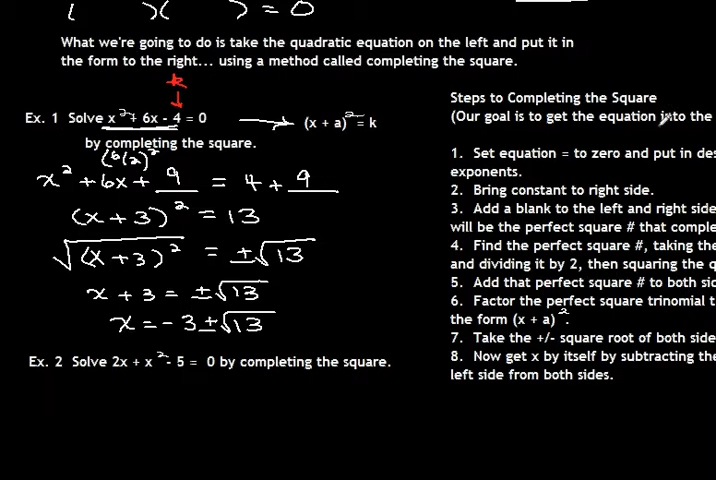 ( )( ) = 0
What we're going to do is take the quadratic equation on the left and put it in
the form to the right... using a method called completing the square.
Ex. 1 Solve x² + 6x - 4 = 0
(x + a)² = k
by completing the square.
(6/2)²
x² + 6x + 9 = 4 + 9
(x + 3)² = 13
√(x + 3)² = ±√13
x + 3 = ±√13
x = -3 ± √13
Ex. 2 Solve 2x + x² - 5 = 0 by completing the square.
Steps to Completing the Square
(Our goal is to get the equation into the
1. Set equation = to zero and put in des
exponents.
2. Bring constant to right side.
3. Add a blank to the left and right side
will be the perfect square # that comple
4. Find the perfect square #, taking the
and dividing it by 2, then squaring the q
5. Add that perfect square # to both sid
6. Factor the perfect square trinomial t
the form (x + a)².
7. Take the +/- square root of both side
8. Now get x by itself by subtracting the
left side from both sides.